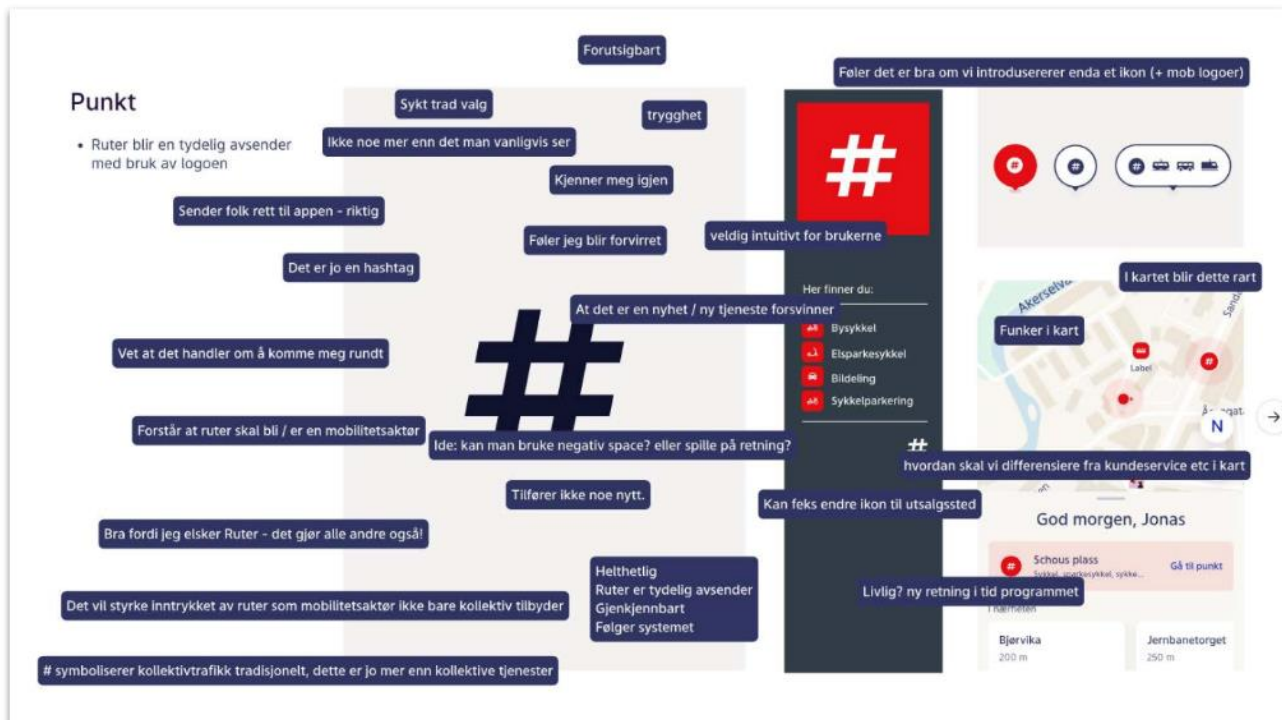 Forutsigbart
Føler det er bra om vi introdusererer enda et ikon (+ mob logoer)
Punkt
• Ruter blir en tydelig avsender
med bruk av logoen
Sykt trad valg
trygghet
Ikke noe mer enn det man vanligvis ser
Kjenner meg igjen
Sender folk rett til appen - riktig
Føler jeg blir forvirret
veldig intuitivt for brukerne
Det er jo en hashtag
I kartet blir dette rart
#
#
Her finner du:
At det er en nyhet / ny tjeneste forsvinner
Bysykkel
Elsparkesykkel
Bildeling
Sykkelparkering
#
Akerselva
Sanda
Funker i kart
Label
N
Vet at det handler om å komme meg rundt
Forstår at ruter skal bli / er en mobilitetsaktør
Ide: kan man bruke negativ space? eller spille på retning?
hvordan skal vi differensiere fra kundeservice etc i kart
Tilfører ikke noe nytt.
Kan feks endre ikon til utsalgssted
Bra fordi jeg elsker Ruter - det gjør alle andre også!
God morgen, Jonas
Schous plass
Sykkel, sparkesykkel, sykke...
Gå til punkt
Helthetlig
Ruter er tydelig avsender
Gjenkjennbart
Følger systemet
Livlig? ny retning i tid programmet
I nærheten
Det vil styrke inntrykket av ruter som mobilitetsaktør ikke bare kollektiv tilbyder
Bjørvika
200 m
Jernbanetorget
250 m
# symboliserer kollektivtrafikk tradisjonelt, dette er jo mer enn kollektive tjenester